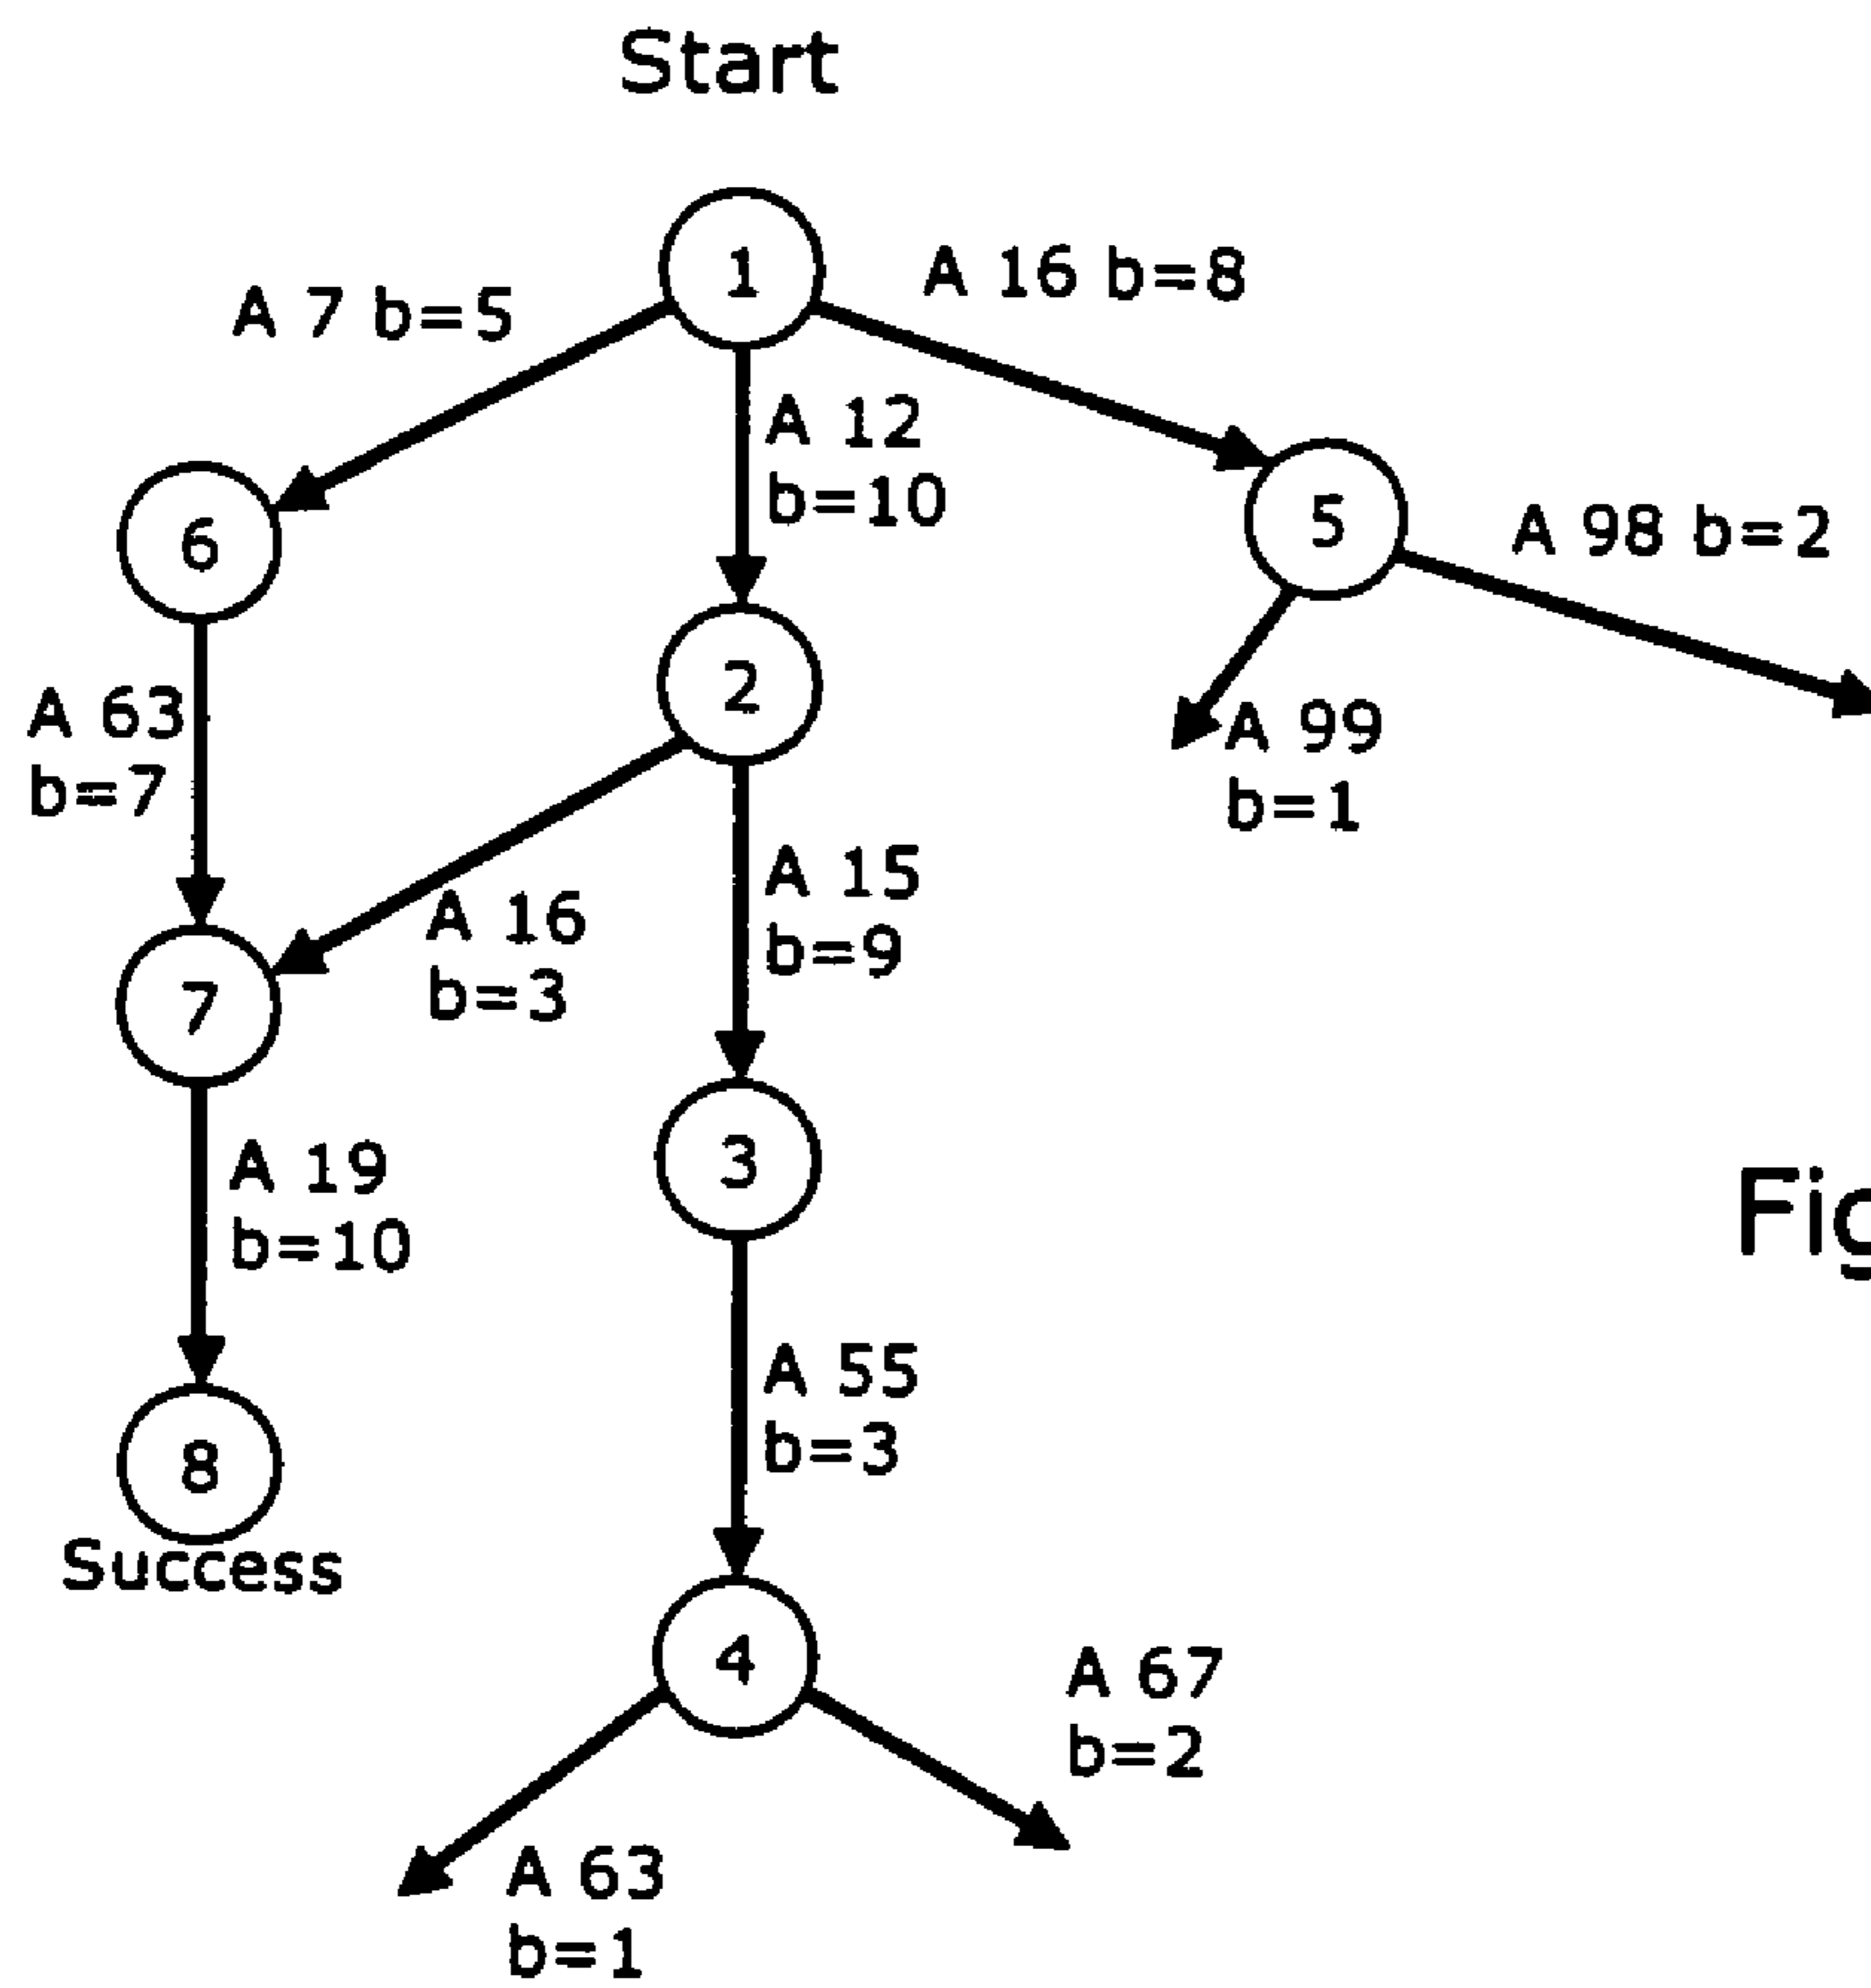 Start
1
A 16 b=8
A 7 b=5
A 12
b=10
6
5
A 98 b=2
2
A 63
b=7
A 99
b=1
A 15
b=9
A 16
b=3
7
3
A 19
b=10
Fig
A 55
b=3
8
Success
4
A 67
b=2
A 63
b=1